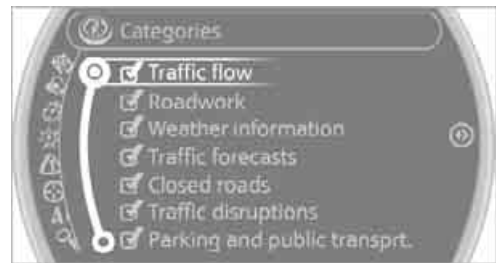 Categories
Traffic flow
Roadwork
Weather information
Traffic forecasts
Closed roads
Traffic disruptions
Parking and public transprt.